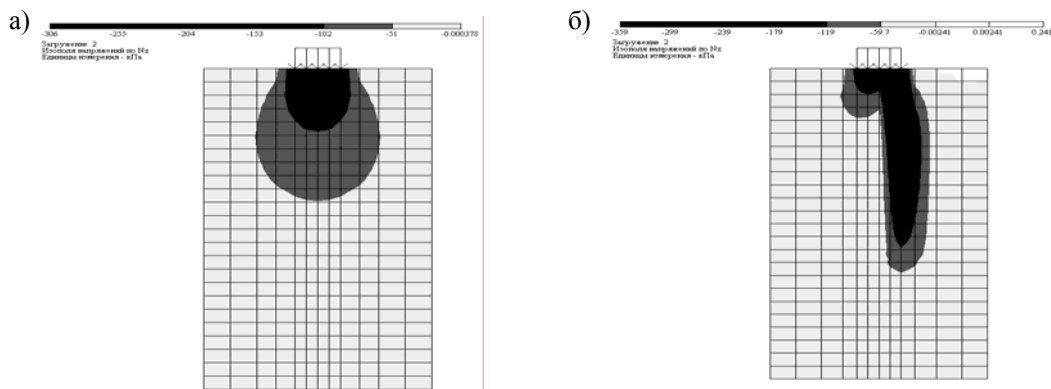 а)
-306 -255 -204 -153 -102 -51 -0.000378
Загружение 2
Изополя напряжений по Nz
Единицы измерения - кПа
б)
-359 -299 -239 -179 -119 -59.7 -0.00241 0.00241 0.241
Загружение 2
Изополя напряжений по Nz
Единицы измерения - кПа